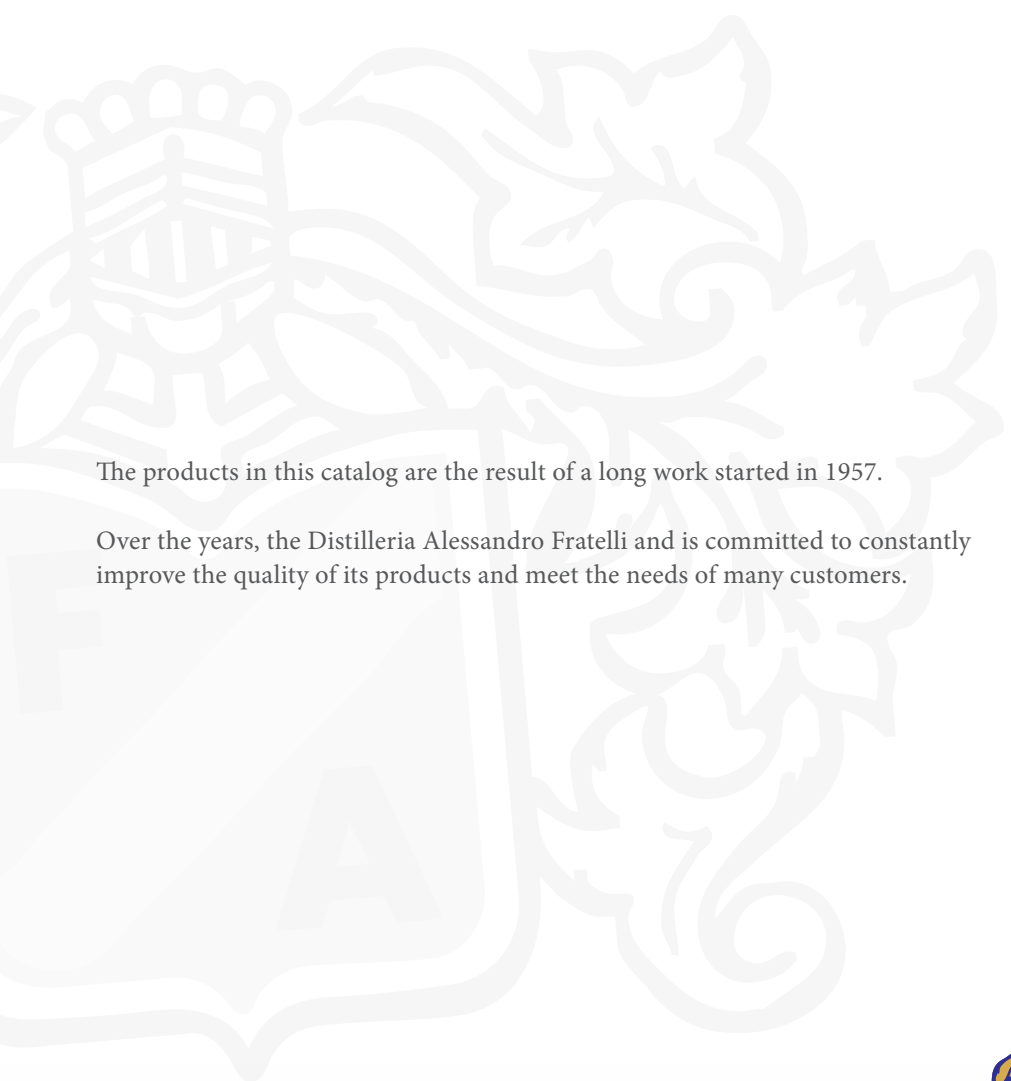 The products in this catalog are the result of a long work started in 1957.
Over the years, the Distilleria Alessandro Fratelli and is committed to constantly
improve the quality of its products and meet the needs of many customers.
F
A